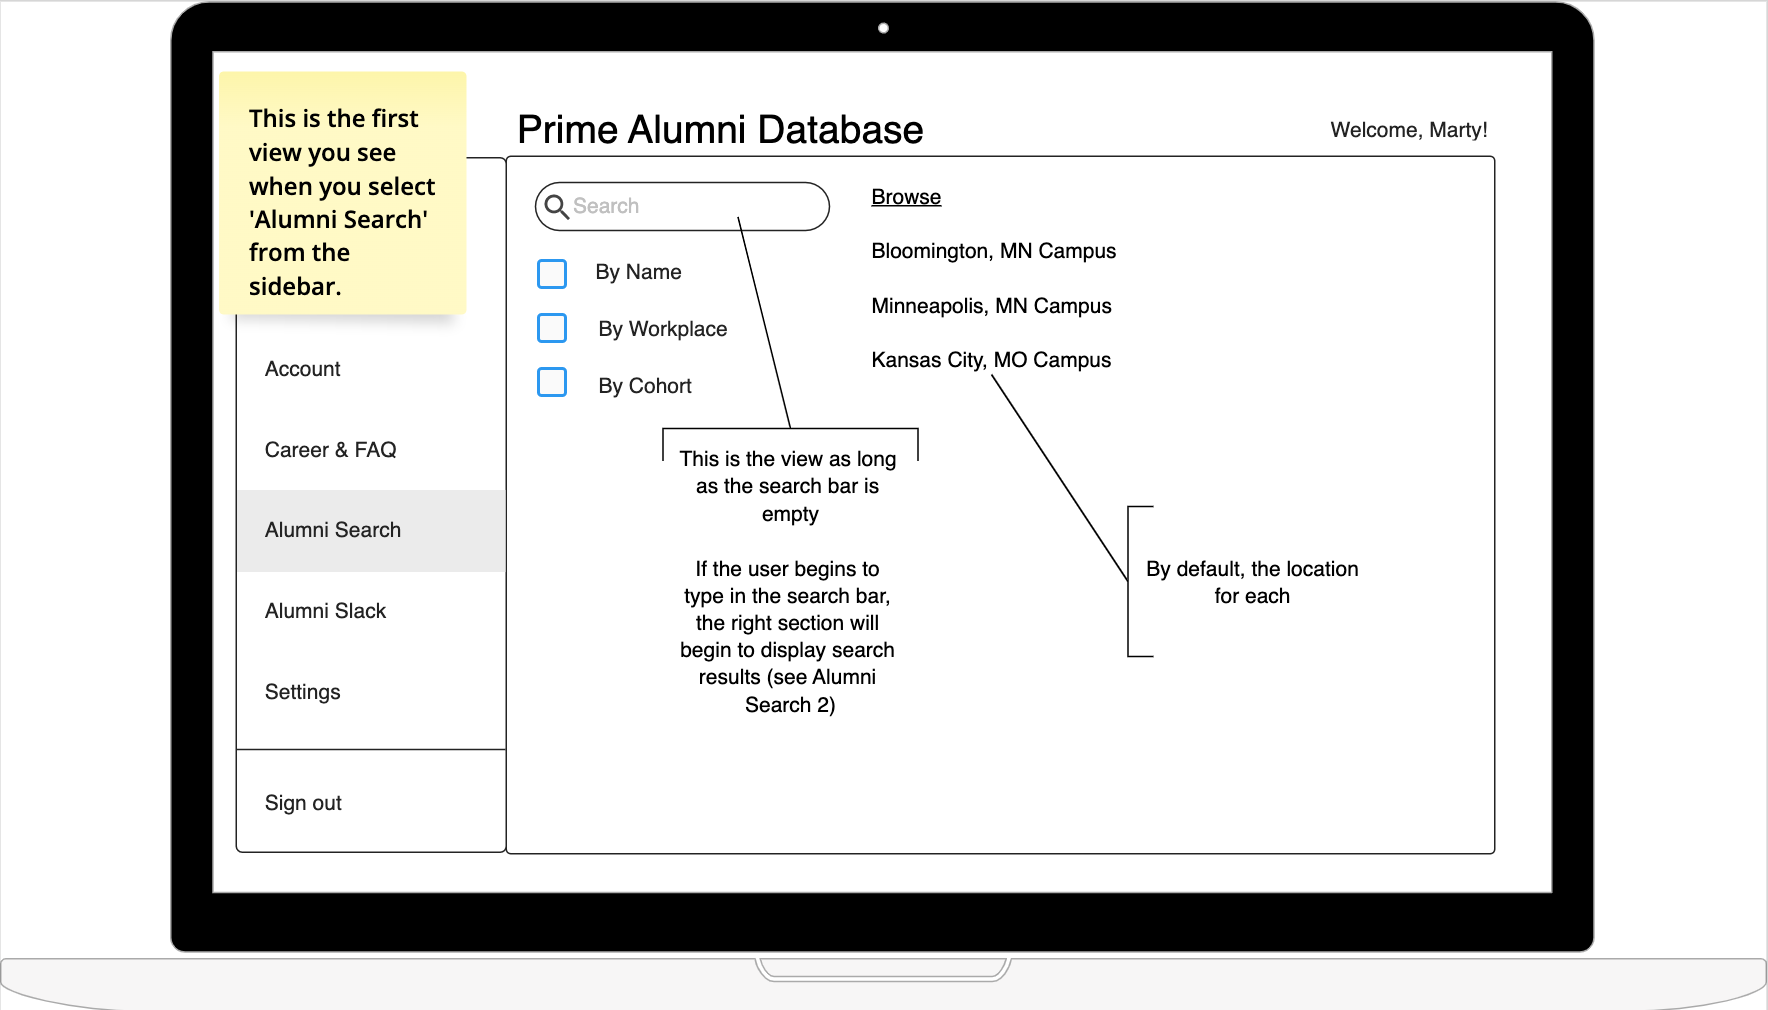 This is the first
view you see
when you select
'Alumni Search'
from the
sidebar.
Prime Alumni Database
Welcome, Marty!
Account
Career & FAQ
Alumni Search
Alumni Slack
Settings
Sign out
Search
By Name
By Workplace
By Cohort
Browse
Bloomington, MN Campus
Minneapolis, MN Campus
Kansas City, MO Campus
This is the view as long
as the search bar is
empty
If the user begins to
type in the search bar,
the right section will
begin to display search
results (see Alumni
Search 2)
By default, the location
for each